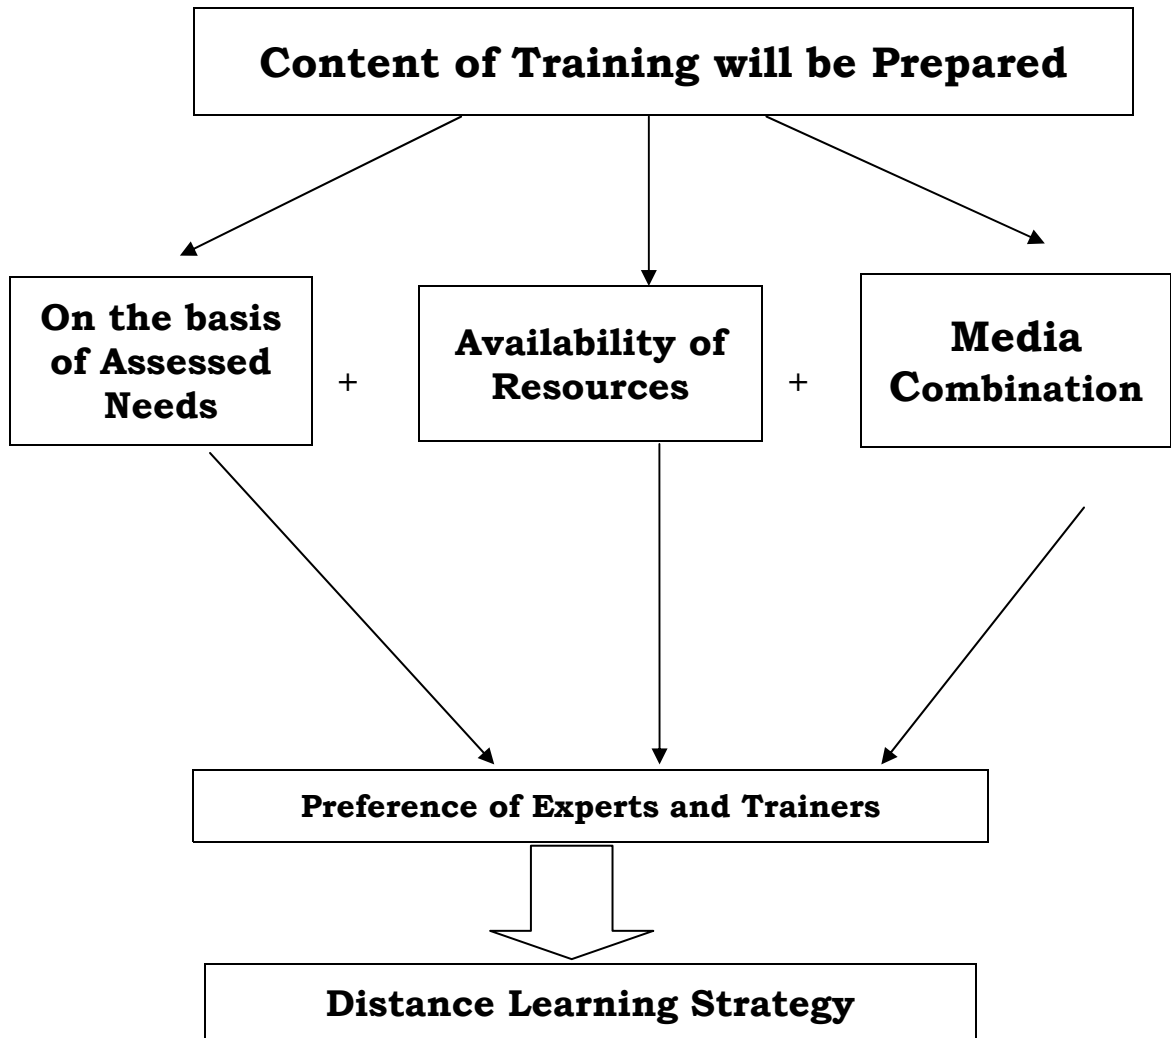 Content of Training will be Prepared
On the basis
of Assessed
Needs
+
Availability of
Resources
+
Media
Combination
Preference of Experts and Trainers
Distance Learning Strategy